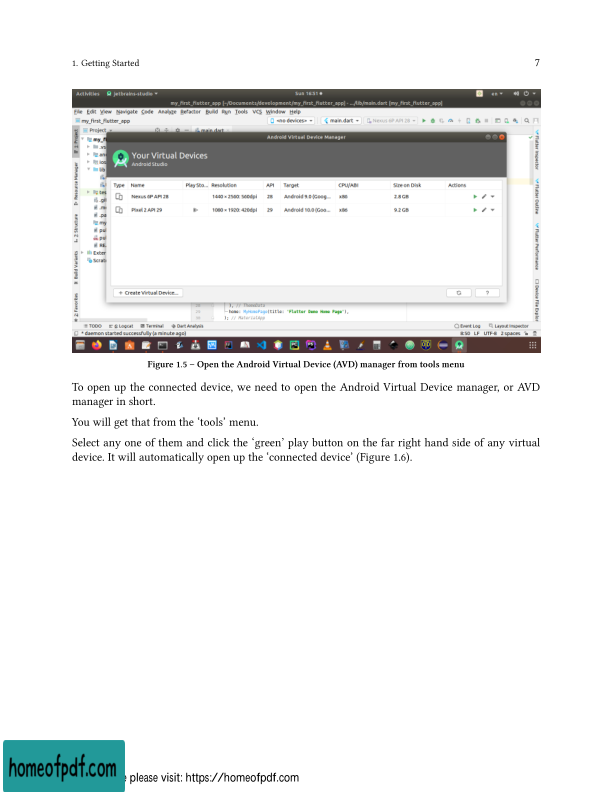 1. Getting Started 7
Activities jetbrains-studio Sun 16:51
my_first_flutter_app [~/Documents/development/my_first_flutter_app] - .../lib/main.dart [my_first_flutter_app]
File Edit View Navigate Code Analyze Refactor Build Run Tools VCS Window Help
my_first_flutter_app <no devices> main.dart Nexus 6P API 28
Project main.dart
Android Virtual Device Manager
Your Virtual Devices
Android Studio
Type Name Play Sto... Resolution API Target CPU/ABI Size on Disk Actions
Nexus 6P API 28 1440 × 2560: 560dpi 28 Android 9.0 (Goog... x86 2.8 GB
Pixel 2 API 29 1080 × 1920: 420dpi 29 Android 10.0 (Goog... x86 9.2 GB
+ Create Virtual Device... ?
), // ThemeData
home: MyHomePage(title: 'Flutter Demo Home Page'),
); // MaterialApp
TODO 6: Logcat Terminal Dart Analysis Event Log Layout Inspector
* daemon started successfully (a minute ago) 8:50 LF UTF-8 2 spaces
Figure 1.5 – Open the Android Virtual Device (AVD) manager from tools menu
To open up the connected device, we need to open the Android Virtual Device manager, or AVD
manager in short.
You will get that from the 'tools' menu.
Select any one of them and click the 'green' play button on the far right hand side of any virtual
device. It will automatically open up the 'connected device' (Figure 1.6).
homeofpdf.com
please visit: https://homeofpdf.com